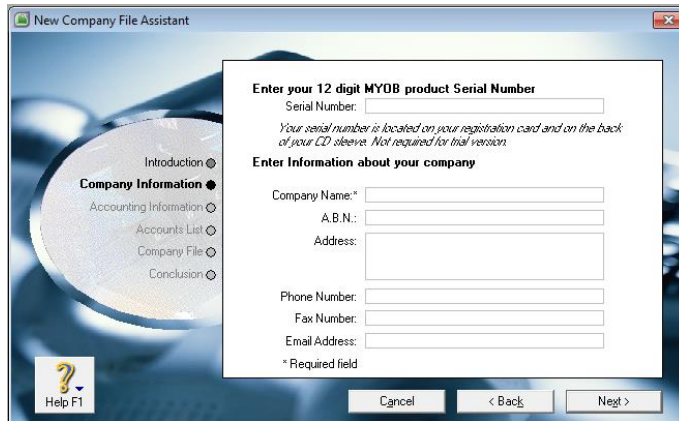 New Company File Assistant
Enter your 12 digit MYOB product Serial Number
Serial Number:
Your serial number is located on your registration card and on the back
of your CD sleeve. Not required for trial version.
Enter Information about your company
Company Name:*
A.B.N.:
Address:
Phone Number:
Fax Number:
Email Address:
* Required field
Introduction
Company Information
Accounting Information
Accounts List
Company File
Conclusion
Help F1
Cancel
< Back
Next >